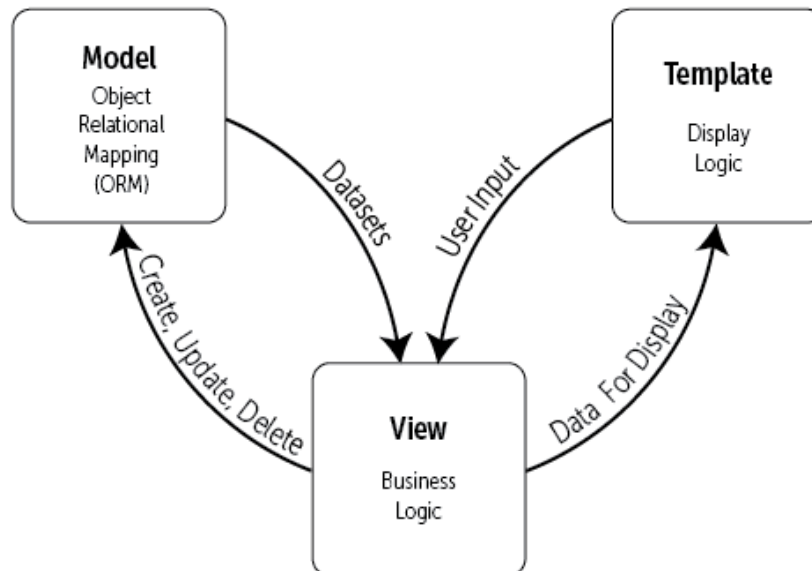 Model
Object
Relational
Mapping
(ORM)
Template
Display
Logic
Datasets
User Input
Create, Update, Delete
Data For Display
View
Business
Logic